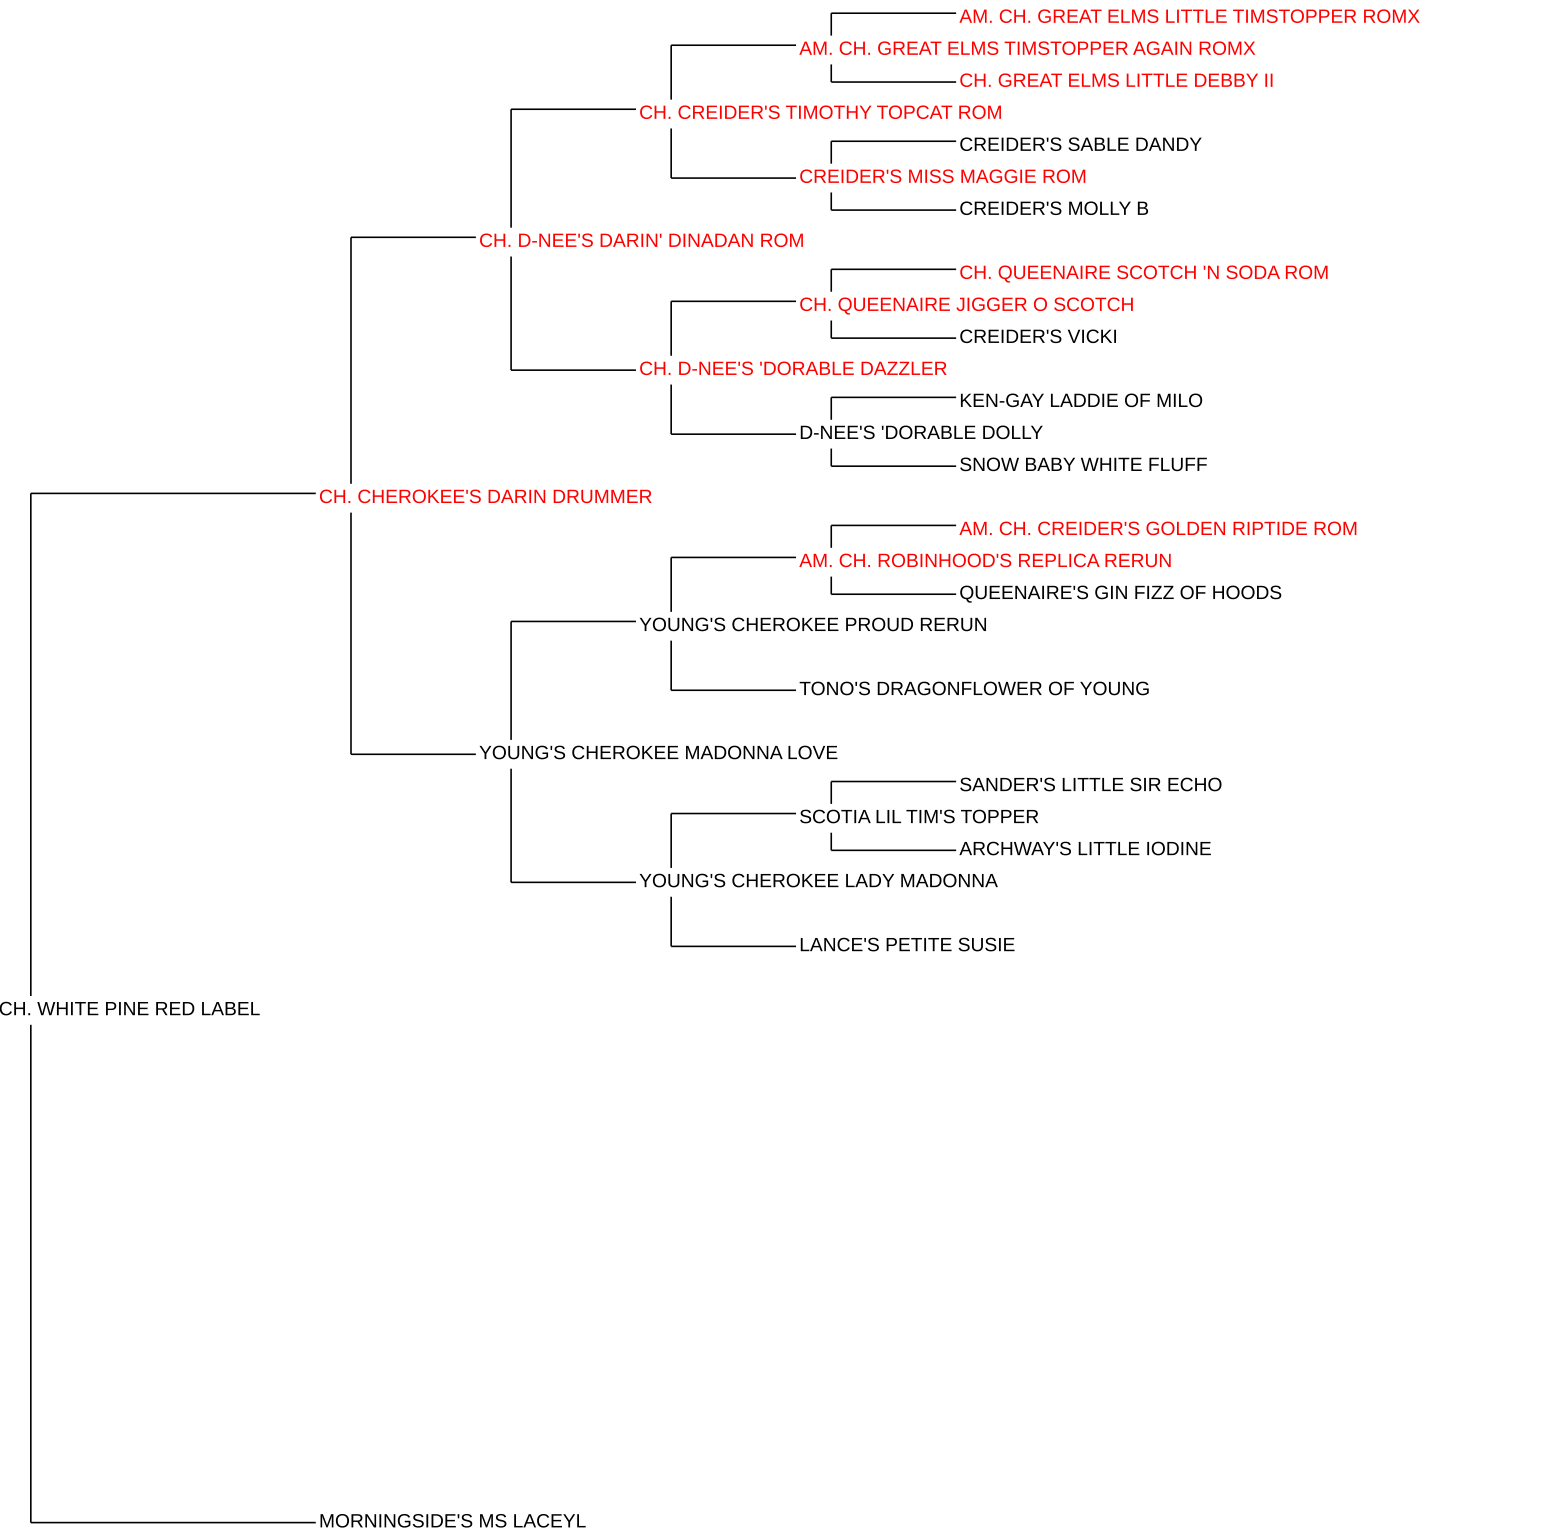 AM. CH. GREAT ELMS LITTLE TIMSTOPPER ROMX
AM. CH. GREAT ELMS TIMSTOPPER AGAIN ROMX
CH. GREAT ELMS LITTLE DEBBY II
CH. CREIDER'S TIMOTHY TOPCAT ROM
CREIDER'S SABLE DANDY
CREIDER'S MISS MAGGIE ROM
CREIDER'S MOLLY B
CH. D-NEE'S DARIN' DINADAN ROM
CH. QUEENAIRE SCOTCH 'N SODA ROM
CH. QUEENAIRE JIGGER O SCOTCH
CREIDER'S VICKI
CH. D-NEE'S 'DORABLE DAZZLER
KEN-GAY LADDIE OF MILO
D-NEE'S 'DORABLE DOLLY
SNOW BABY WHITE FLUFF
CH. CHEROKEE'S DARIN DRUMMER
AM. CH. CREIDER'S GOLDEN RIPTIDE ROM
AM. CH. ROBINHOOD'S REPLICA RERUN
QUEENAIRE'S GIN FIZZ OF HOODS
YOUNG'S CHEROKEE PROUD RERUN
TONO'S DRAGONFLOWER OF YOUNG
YOUNG'S CHEROKEE MADONNA LOVE
SANDER'S LITTLE SIR ECHO
SCOTIA LIL TIM'S TOPPER
ARCHWAY'S LITTLE IODINE
YOUNG'S CHEROKEE LADY MADONNA
LANCE'S PETITE SUSIE
CH. WHITE PINE RED LABEL
MORNINGSIDE'S MS LACEYL